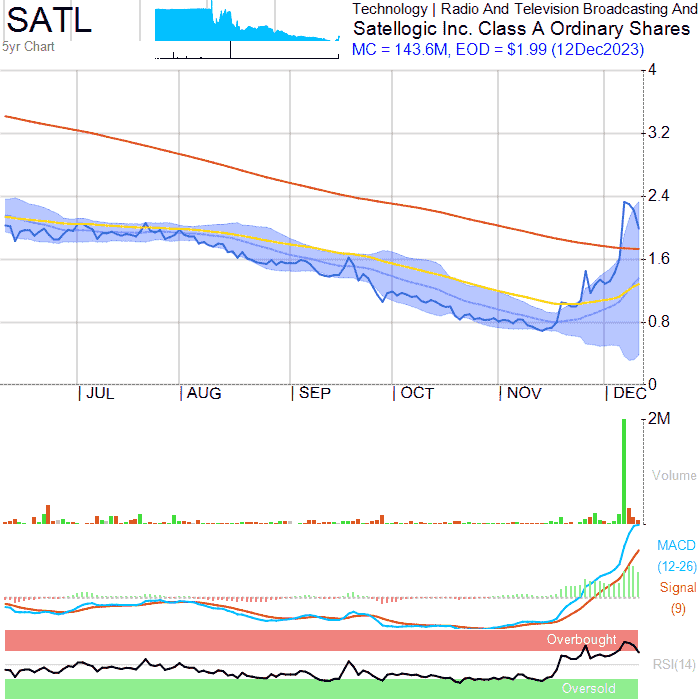 SATL
5yr Chart
Technology | Radio And Television Broadcasting And
Satellogic Inc. Class A Ordinary Shares
MC = 143.6M, EOD = $1.99 (12Dec2023)
4
3.2
2.4
1.6
0.8
0
| JUL
| AUG
| SEP
| OCT
| NOV
| DEC
2M
Volume
MACD
(12-26)
Signal
(9)
Overbought
RSI(14)
Oversold